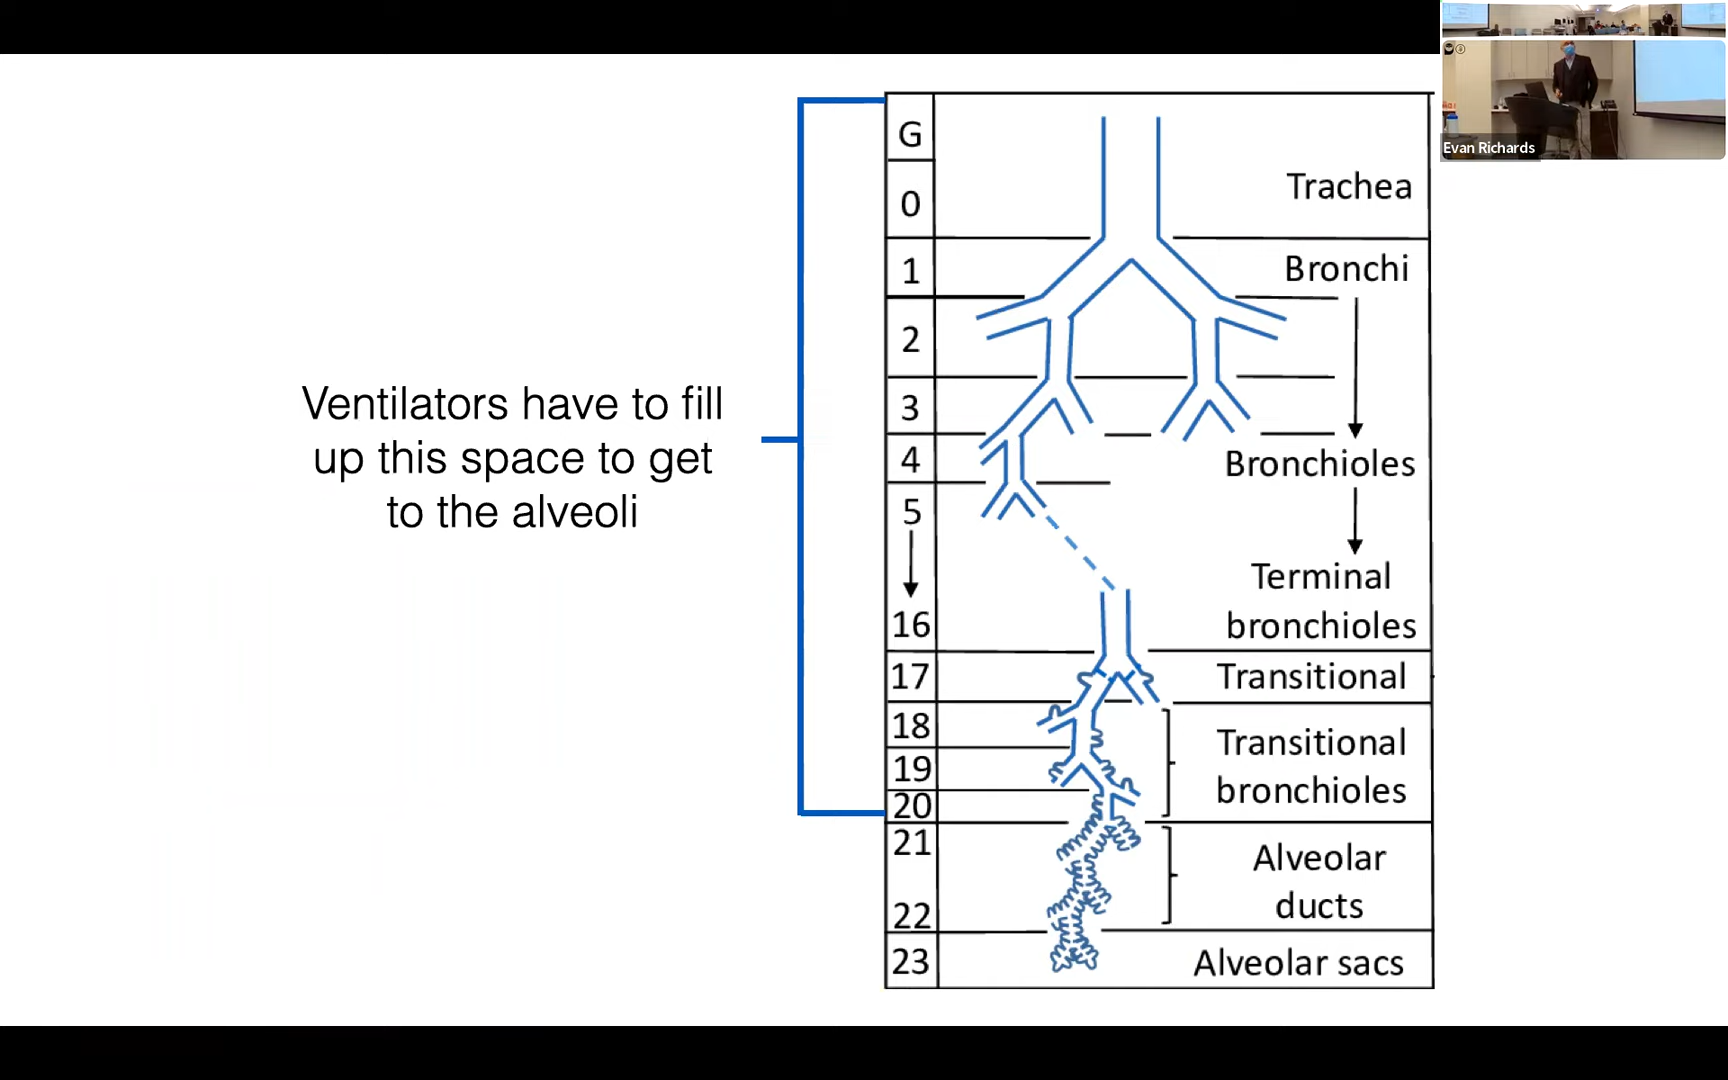 Ventilators have to fill
up this space to get
to the alveoli
G
0
Trachea
1
Bronchi
2
3
4
Bronchioles
5
Terminal
16
bronchioles
17
Transitional
18
Transitional
19
bronchioles
20
21
Alveolar
ducts
22
23
Alveolar sacs
Evan Richards